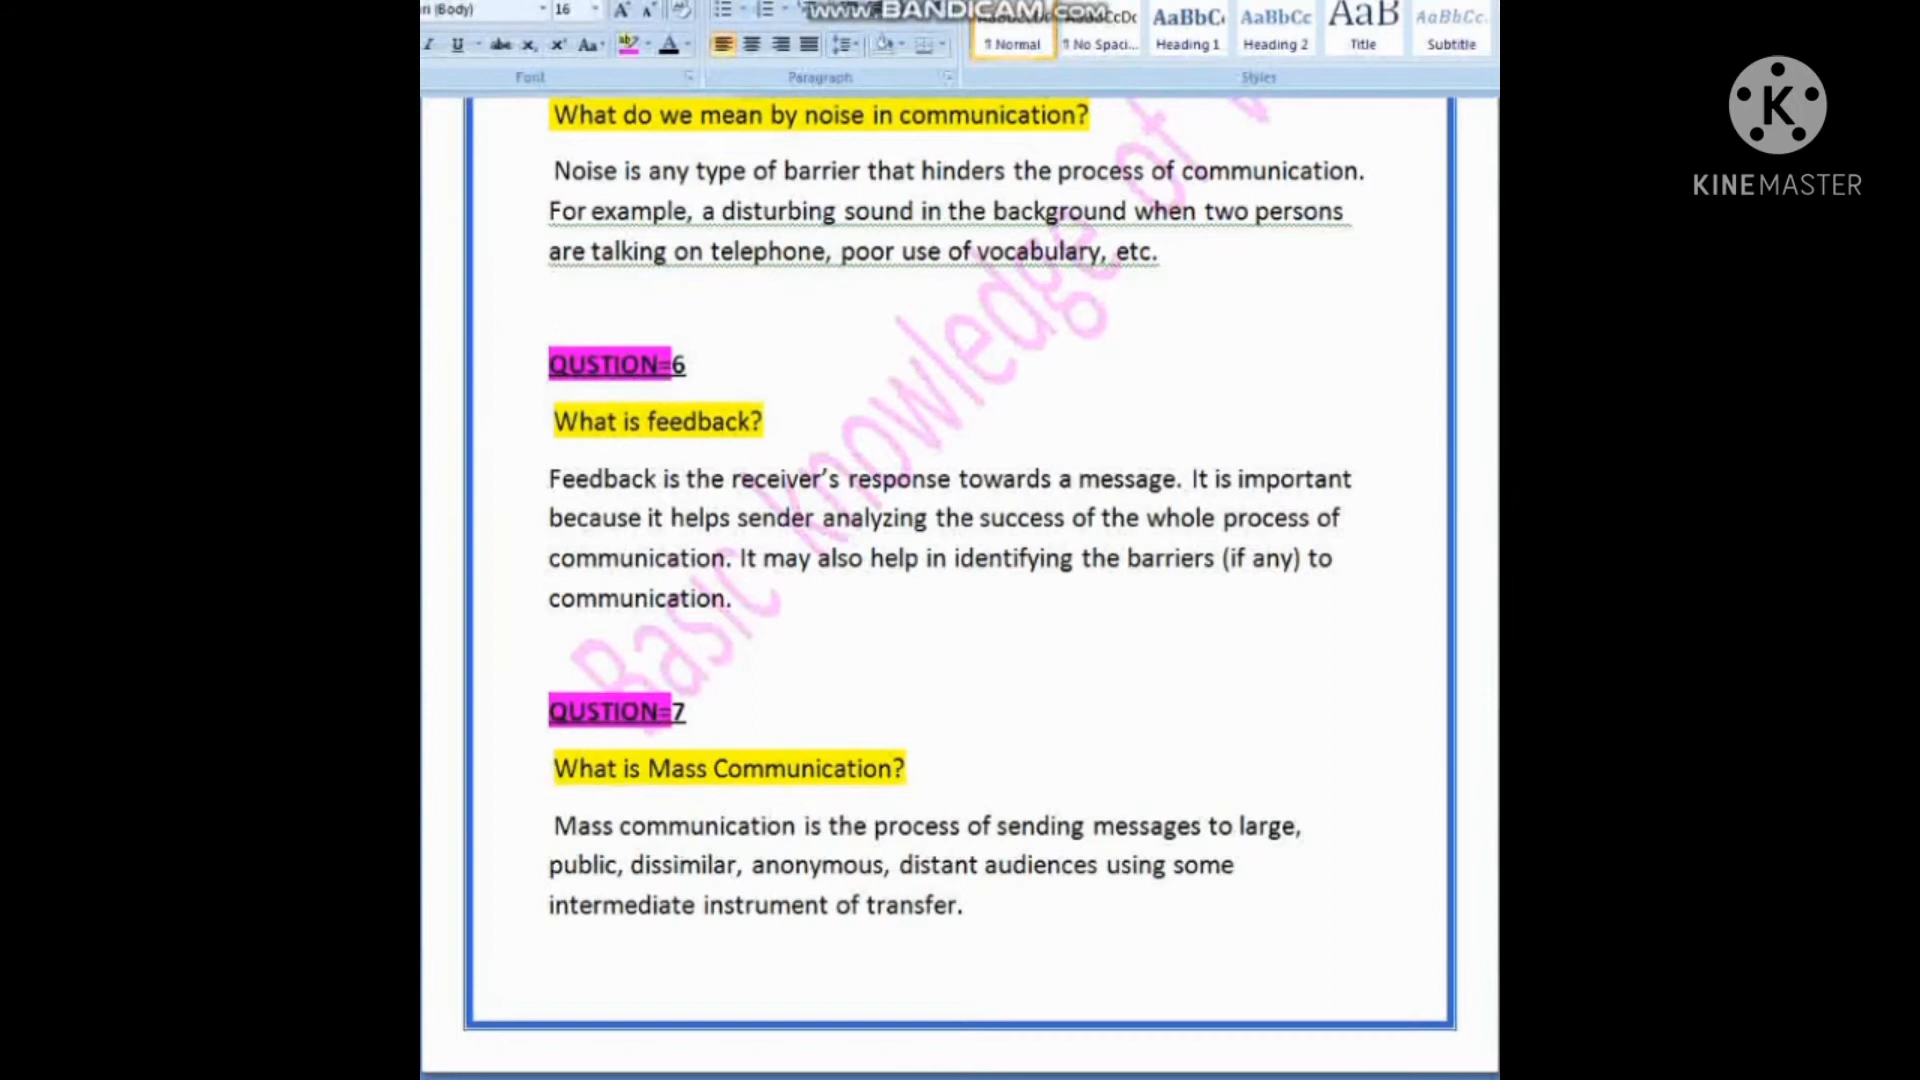 (Body)
16
www.BANDICAM.com
Font
Paragraph
Styles
¶ Normal
¶ No Spaci...
AaBbC
Heading 1
AaBbCc
Heading 2
AaB
Title
AaBbCc.
Subtitle
KINEMASTER
What do we mean by noise in communication?
Noise is any type of barrier that hinders the process of communication.
For example, a disturbing sound in the background when two persons
are talking on telephone, poor use of vocabulary, etc.
QUSTION=6
What is feedback?
Feedback is the receiver’s response towards a message. It is important
because it helps sender analyzing the success of the whole process of
communication. It may also help in identifying the barriers (if any) to
communication.
QUSTION=7
What is Mass Communication?
Mass communication is the process of sending messages to large,
public, dissimilar, anonymous, distant audiences using some
intermediate instrument of transfer.
Basic knowledge of